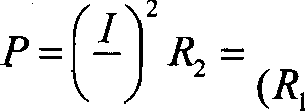 P = (I/)² R₂ =
(R₁